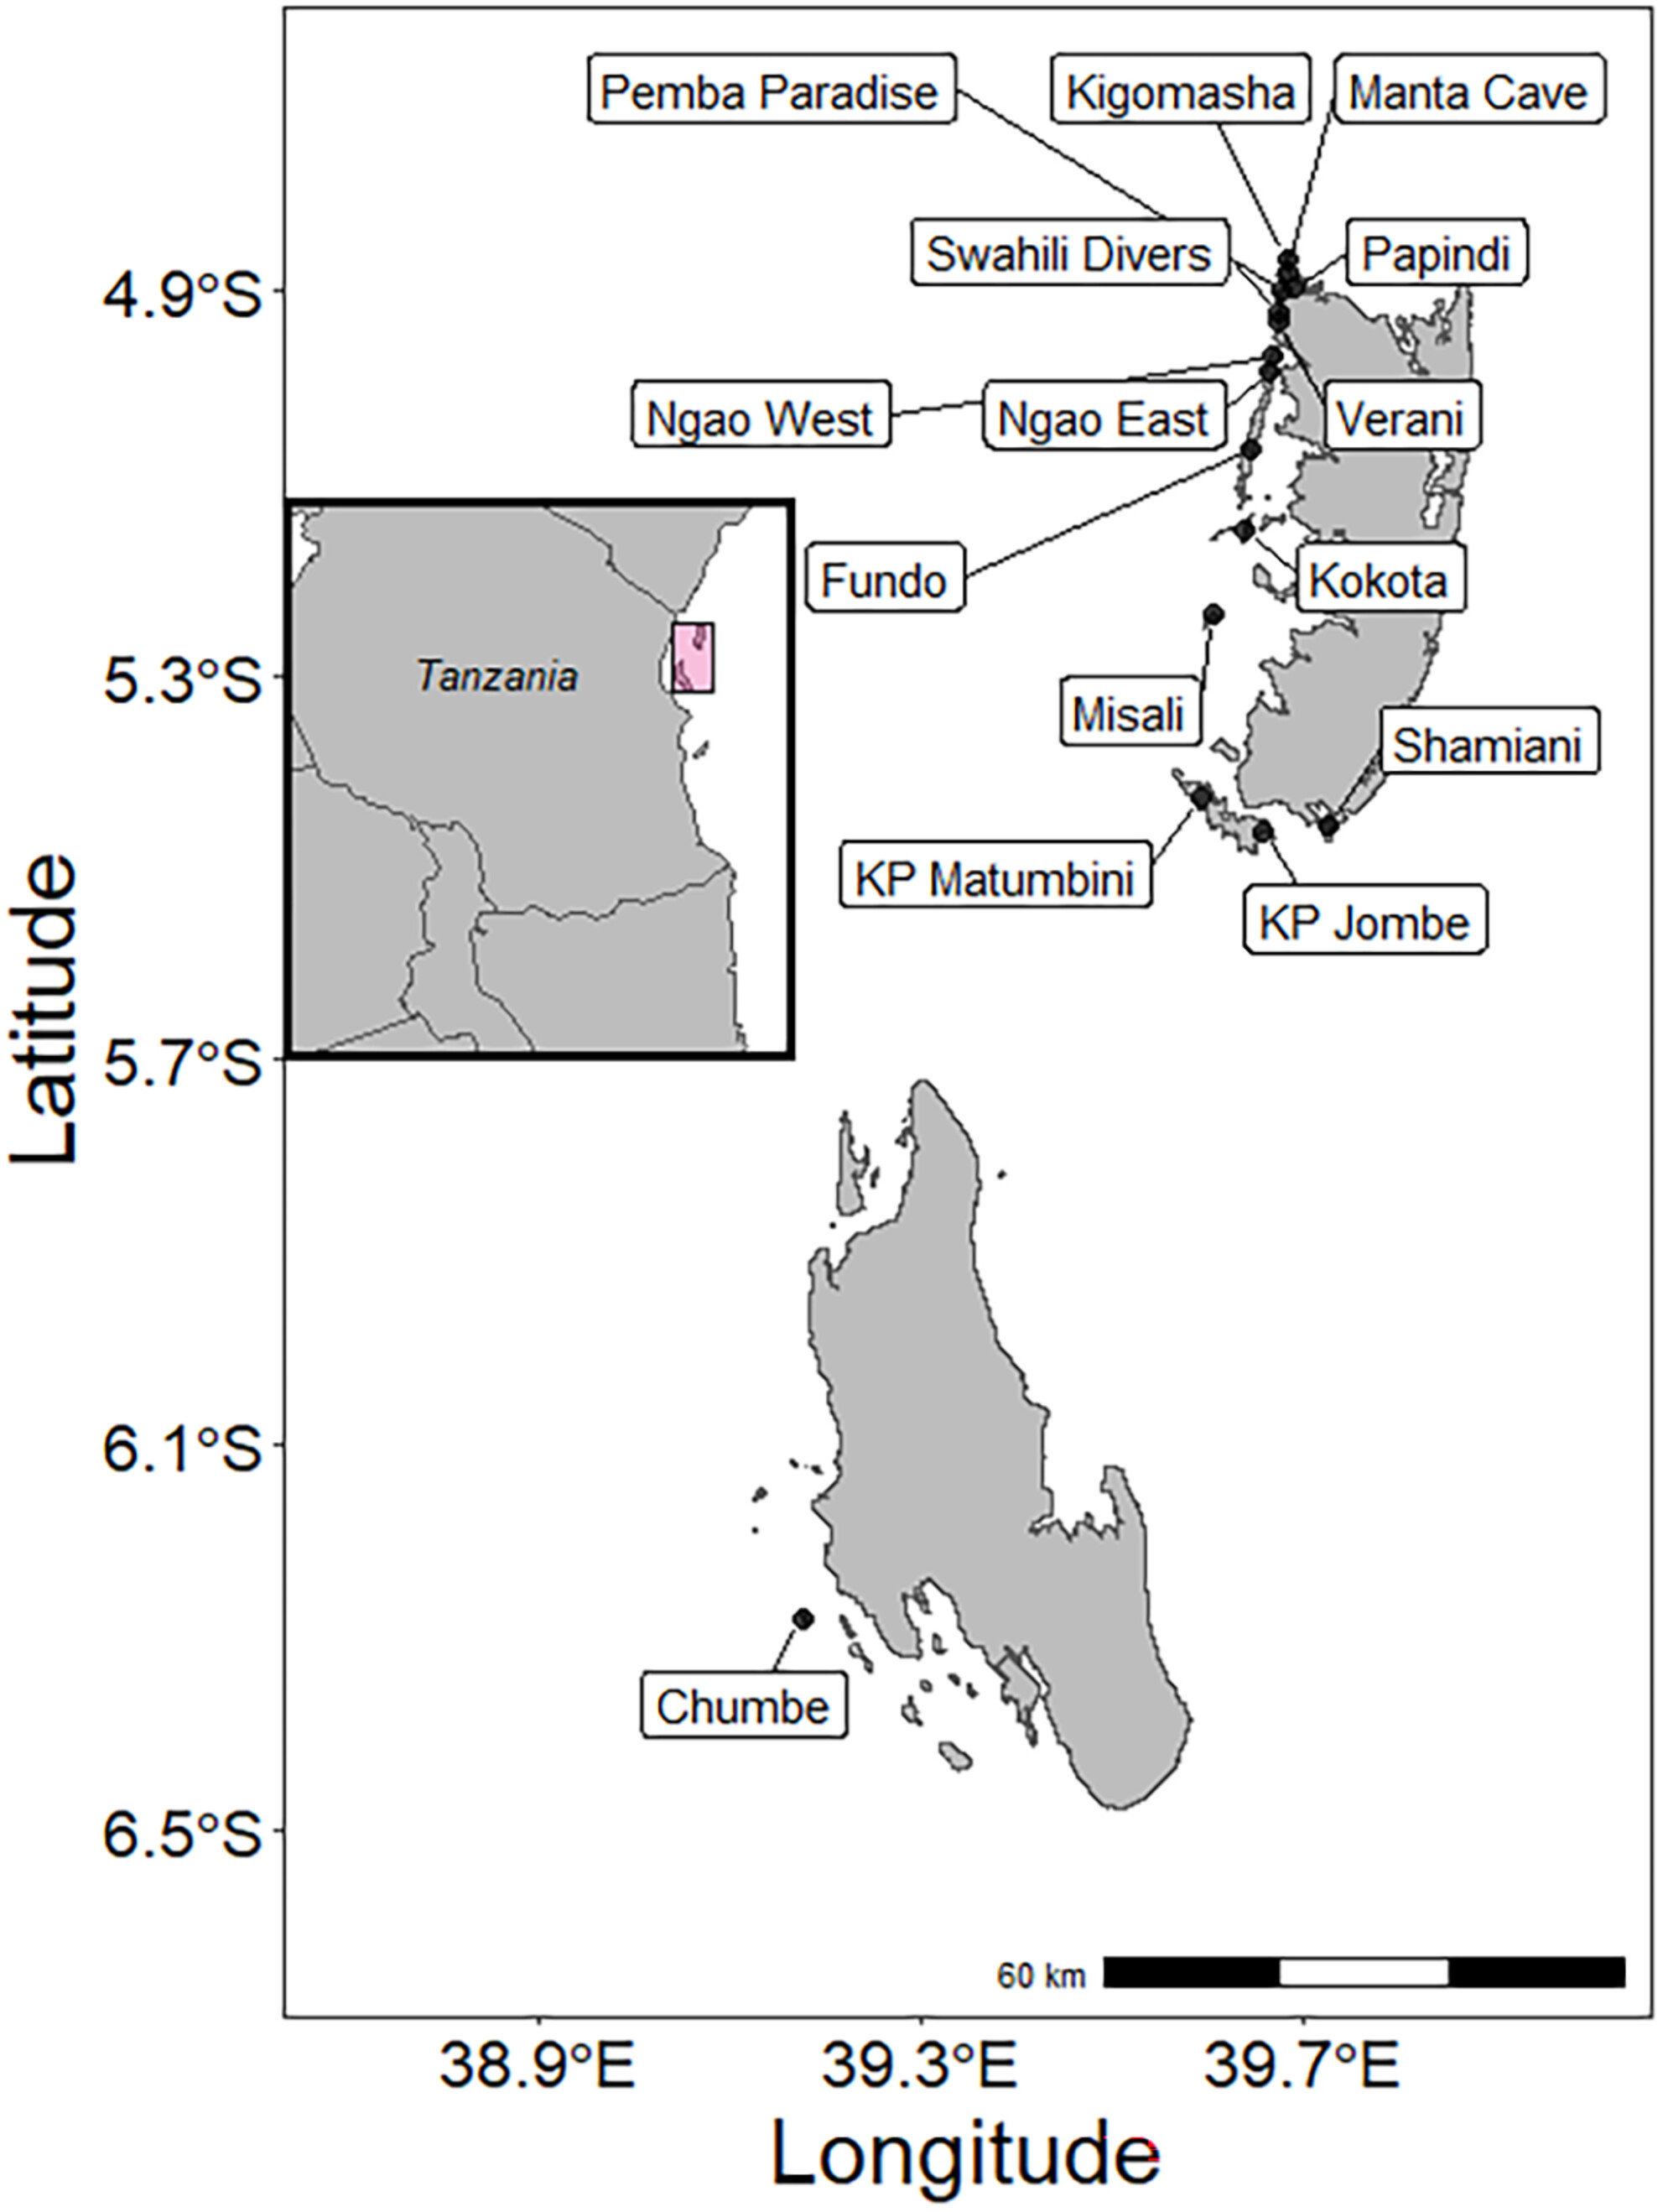 Pemba Paradise
Kigomasha
Manta Cave
Swahili Divers
Papindi
4.9°S
Ngao West
Ngao East
Verani
Fundo
Kokota
Tanzania
5.3°S
Misali
Shamiani
KP Matumbini
KP Jombe
Latitude
5.7°S
6.1°S
Chumbe
6.5°S
60 km
38.9°E
39.3°E
39.7°E
Longitude